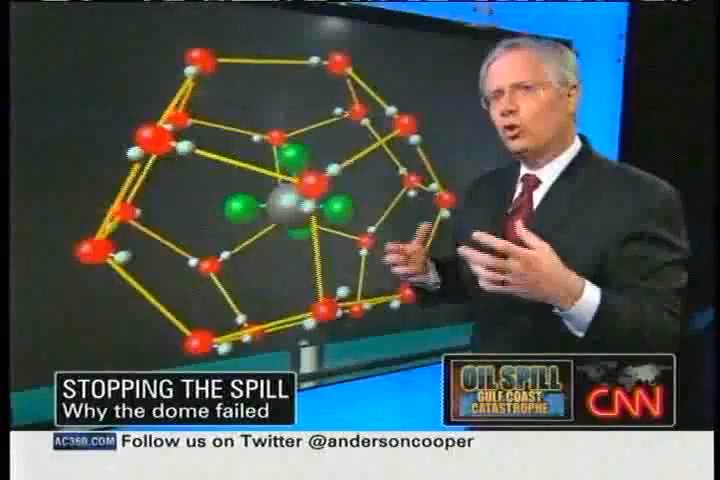 STOPPING THE SPILL
Why the dome failed
OIL SPILL
GULF COAST
CATASTROPHE
CNN
AC360.COM Follow us on Twitter @andersoncooper